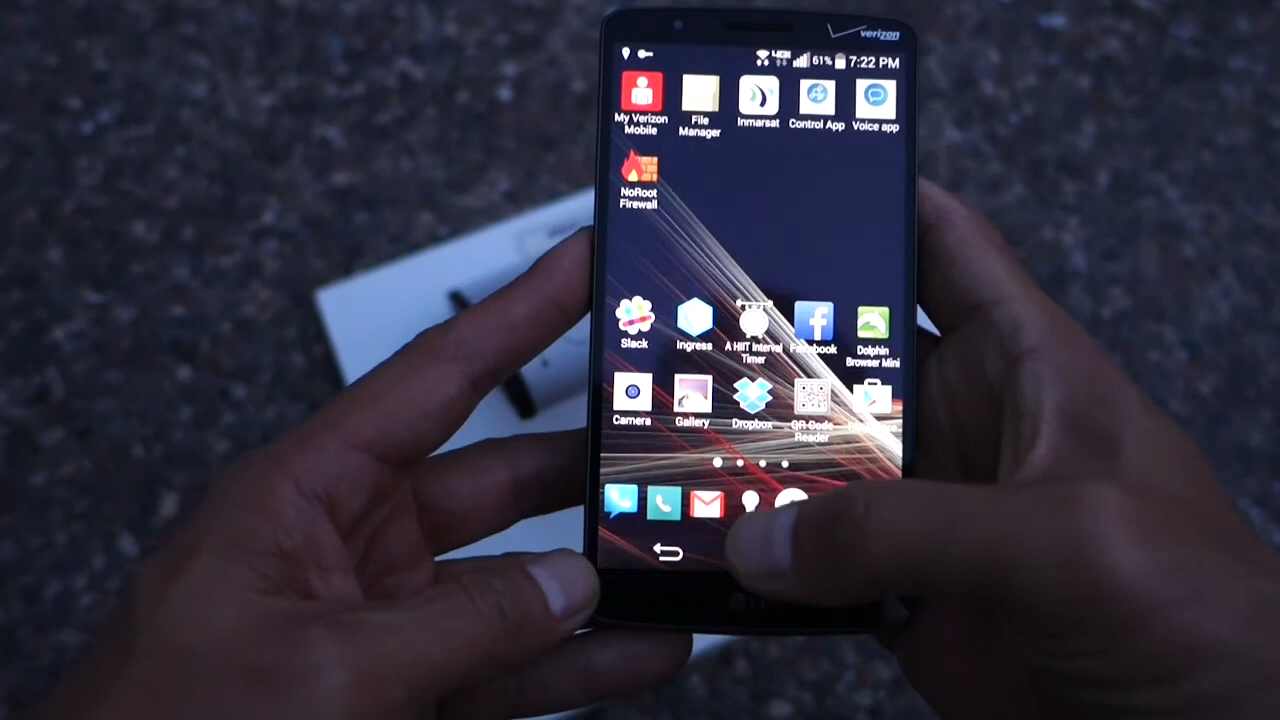 verizon
4G
61% 7:22 PM
My Verizon
Mobile
File
Manager
Inmarsat
Control App
Voice app
NoRoot
Firewall
Slack
Ingress
A HIIT Interval
Timer
Facebook
Dolphin
Browser Mini
Camera
Gallery
Dropbox
QR Code
Reader